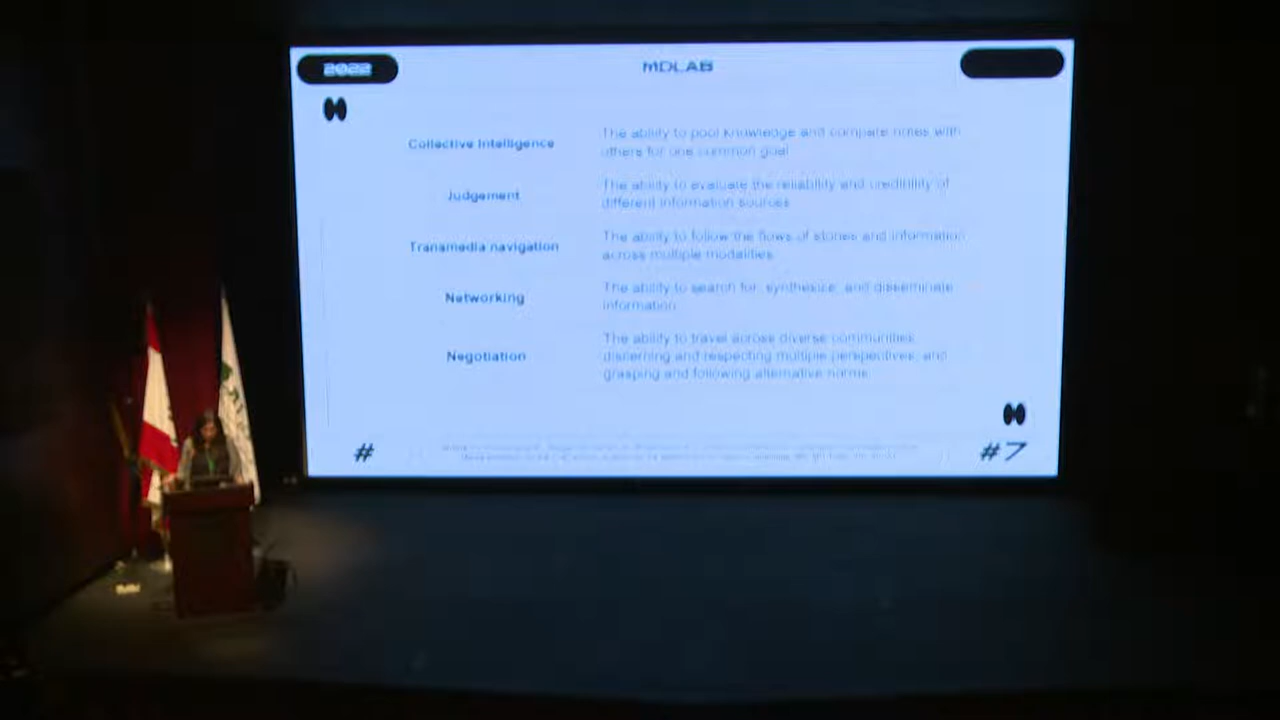 2022
MDLAB
Collective Intelligence
The ability to pool knowledge and compare notes with
others for one common goal
Judgement
The ability to evaluate the reliability and credibility of
different information sources
Transmedia navigation
The ability to follow the flows of stories and information
across multiple modalities
Networking
The ability to search for, synthesize, and disseminate
information
Negotiation
The ability to travel across diverse communities,
discerning and respecting multiple perspectives, and
grasping and following alternative norms
#
#7